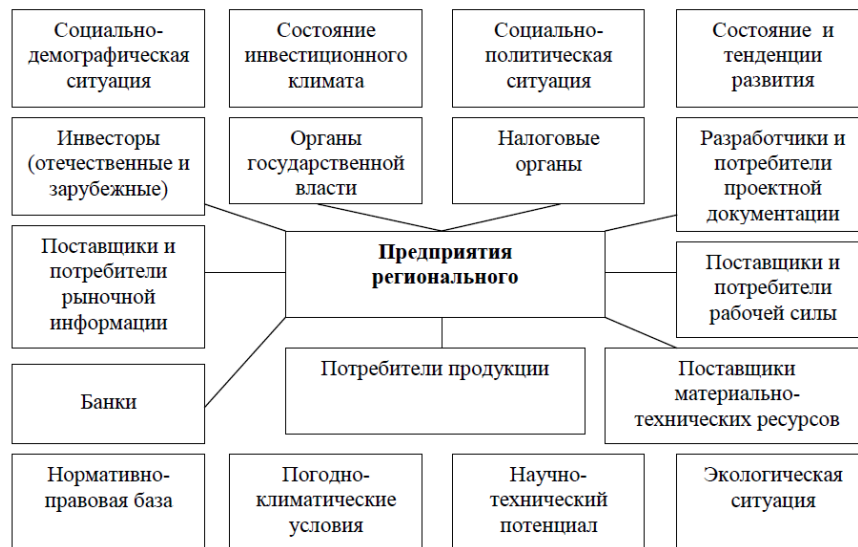 Социально-
демографическая
ситуация
Состояние
инвестиционного
климата
Социально-
политическая
ситуация
Состояние и
тенденции
развития
Инвесторы
(отечественные и
зарубежные)
Органы
государственной
власти
Налоговые
органы
Разработчики и
потребители
проектной
документации
Поставщики и
потребители
рыночной
информации
Предприятия
регионального
Поставщики и
потребители
рабочей силы
Банки
Потребители продукции
Поставщики
материально-
технических ресурсов
Нормативно-
правовая база
Погодно-
климатические
условия
Научно-
технический
потенциал
Экологическая
ситуация